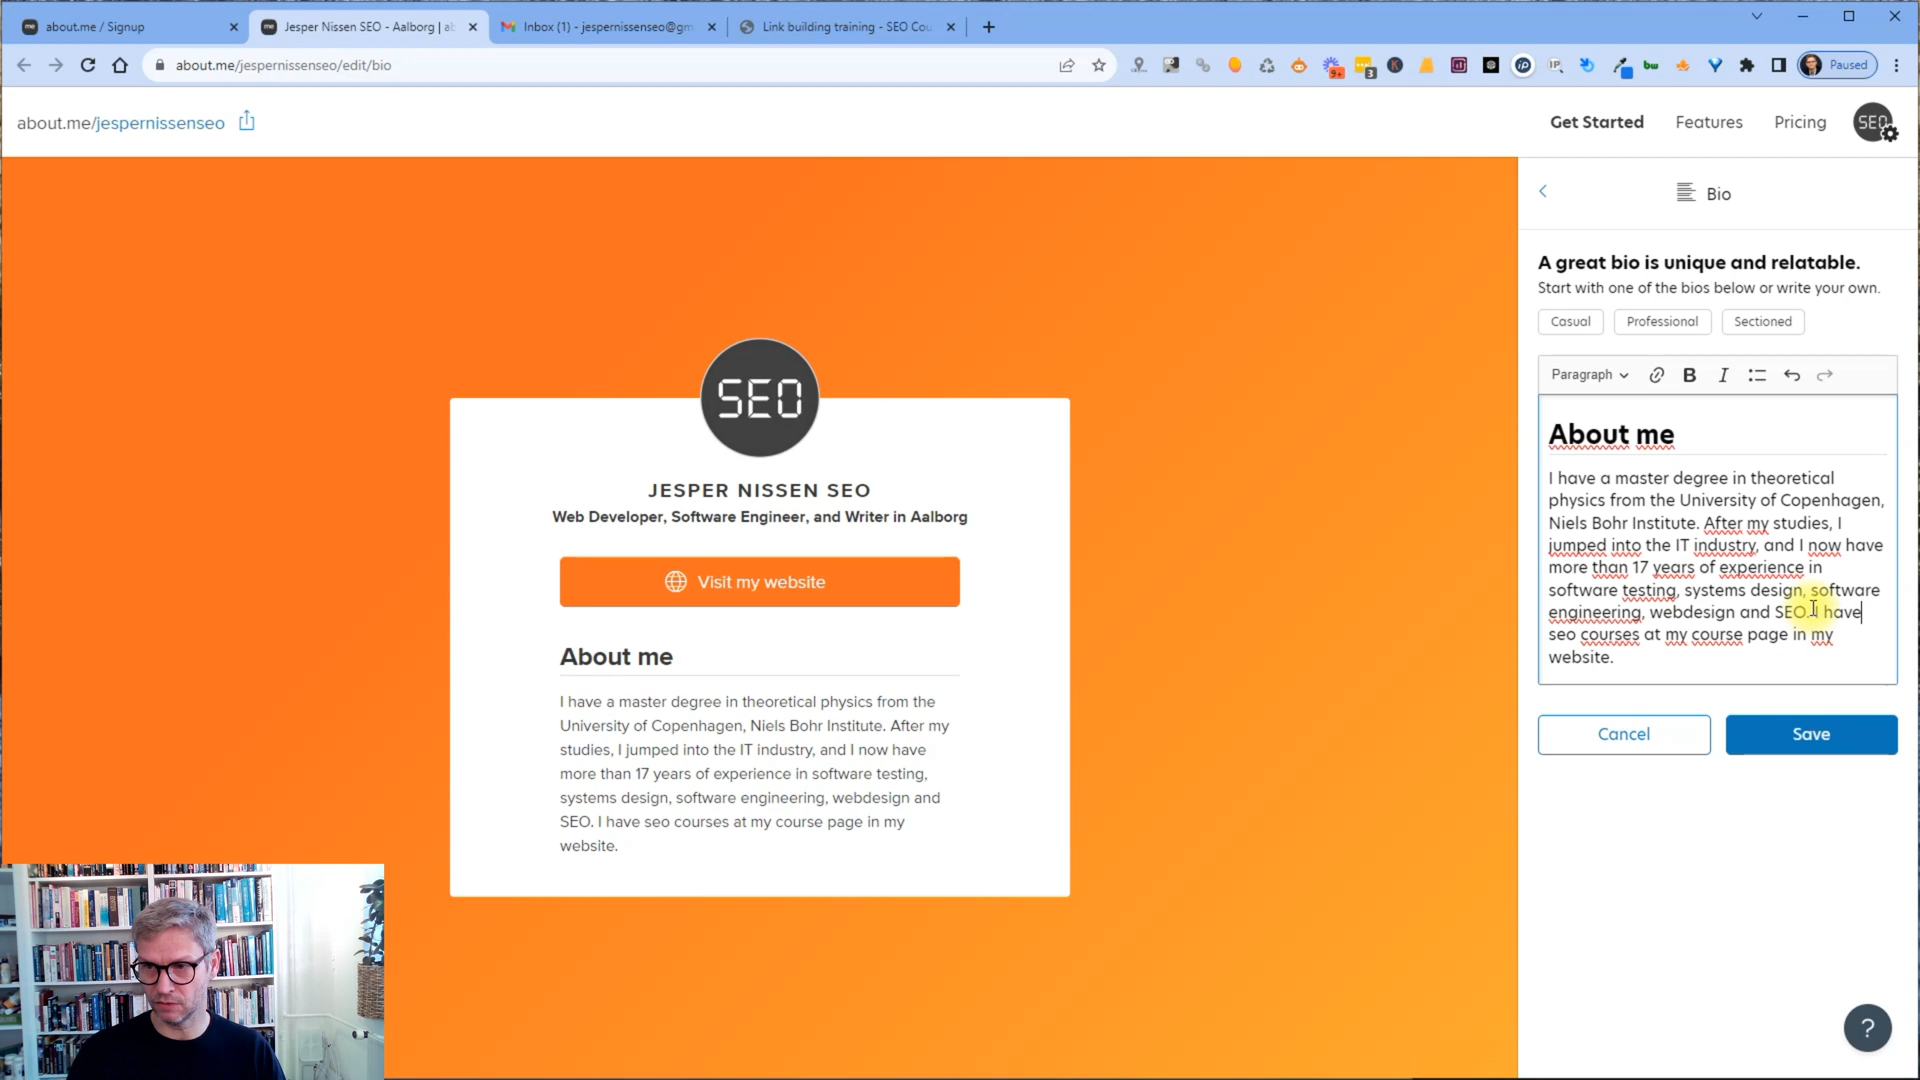 about.me / Signup
Jesper Nissen SEO - Aalborg | ab
Inbox (1) - jespernissenseo@gm
Link building training - SEO Cou
about.me/jespernissenseo/edit/bio
9+
3
bw
Paused
about.me/jespernissenseo
Get Started
Features
Pricing
SEO
Bio
A great bio is unique and relatable.
Start with one of the bios below or write your own.
Casual
Professional
Sectioned
Paragraph
B
I
About me
I have a master degree in theoretical
physics from the University of Copenhagen,
Niels Bohr Institute. After my studies, I
jumped into the IT industry, and I now have
more than 17 years of experience in
software testing, systems design, software
engineering, webdesign and SEO. I have
seo courses at my course page in my
website.
Cancel
Save
SEO
JESPER NISSEN SEO
Web Developer, Software Engineer, and Writer in Aalborg
Visit my website
About me
I have a master degree in theoretical physics from the
University of Copenhagen, Niels Bohr Institute. After my
studies, I jumped into the IT industry, and I now have
more than 17 years of experience in software testing,
systems design, software engineering, webdesign and
SEO. I have seo courses at my course page in my
website.
?